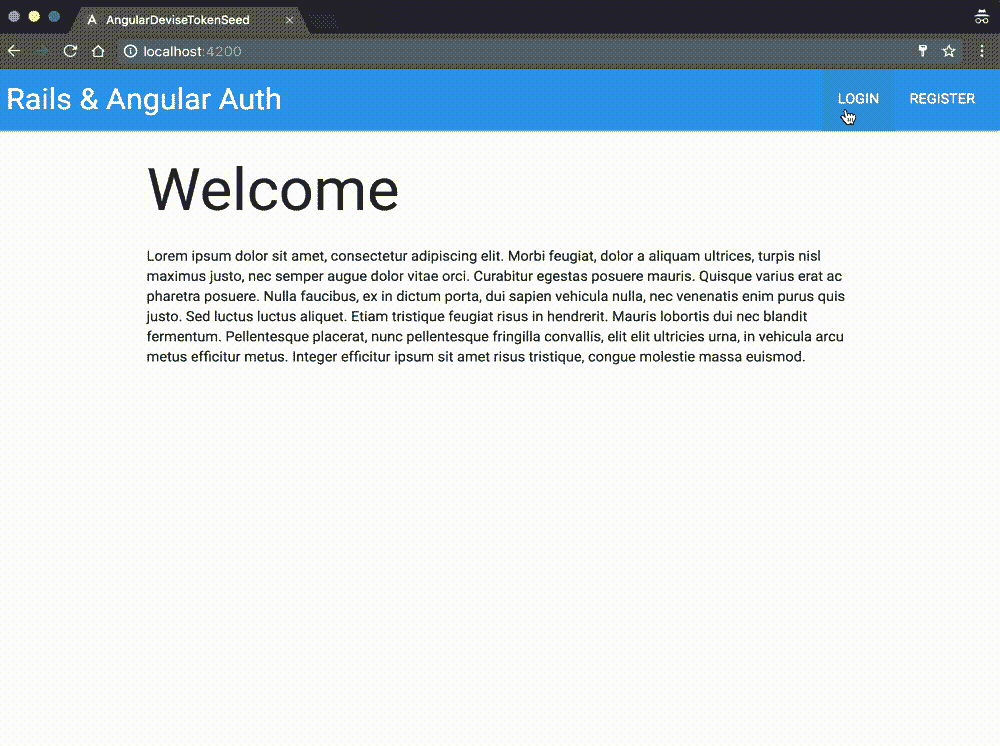 AngularDeviseTokenSeed
localhost:4200
Rails & Angular Auth
LOGIN
REGISTER
Welcome
Lorem ipsum dolor sit amet, consectetur adipiscing elit. Morbi feugiat, dolor a aliquam ultrices, turpis nisl
maximus justo, nec semper augue dolor vitae orci. Curabitur egestas posuere mauris. Quisque varius erat ac
pharetra posuere. Nulla faucibus, ex in dictum porta, dui sapien vehicula nulla, nec venenatis enim purus quis
justo. Sed luctus luctus aliquet. Etiam tristique feugiat risus in hendrerit. Mauris lobortis dui nec blandit
fermentum. Pellentesque placerat, nunc pellentesque fringilla convallis, elit elit ultricies urna, in vehicula arcu
metus efficitur metus. Integer efficitur ipsum sit amet risus tristique, congue molestie massa euismod.